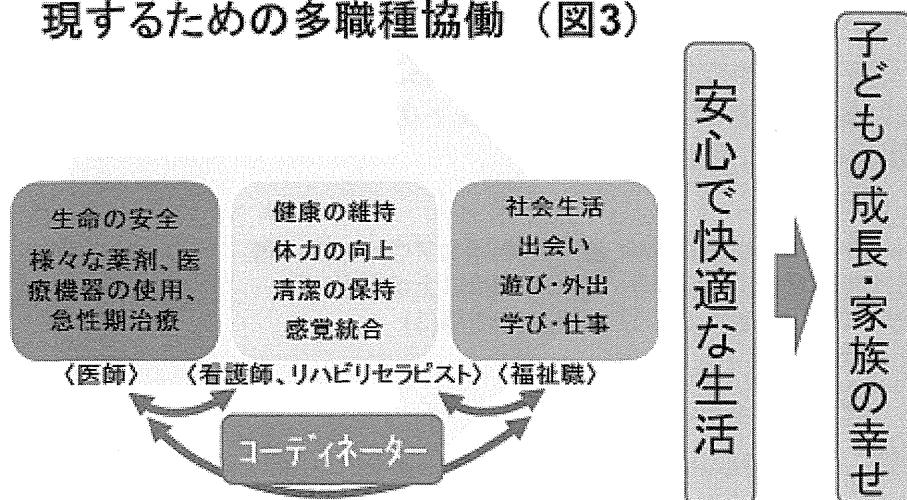 現するための多職種協働 （図3）
生命の安全
様々な薬剤、医
療機器の使用、
急性期治療
健康の維持
体力の向上
清潔の保持
感覚統合
社会生活
出会い
遊び・外出
学び・仕事
〈医師〉
〈看護師、リハビリセラピスト〉
〈福祉職〉
コーディネーター
安心で快適な生活
子どもの成長・家族の幸せ